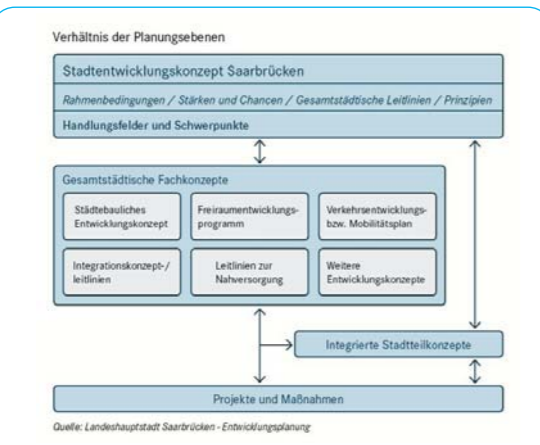 Verhältnis der Planungsebenen
Stadtentwicklungskonzept Saarbrücken
Rahmenbedingungen / Stärken und Chancen / Gesamtstädtische Leitlinien / Prinzipien
Handlungsfelder und Schwerpunkte
Gesamtstädtische Fachkonzepte
Städtebauliches
Entwicklungskonzept
Freiraumentwicklungs-
programm
Verkehrsentwicklungs-
bzw. Mobilitätsplan
Integrationskonzept-/
leitlinien
Leitlinien zur
Nahversorgung
Weitere
Entwicklungskonzepte
Integrierte Stadtteilkonzepte
Projekte und Maßnahmen
Quelle: Landeshauptstadt Saarbrücken - Entwicklungsplanung